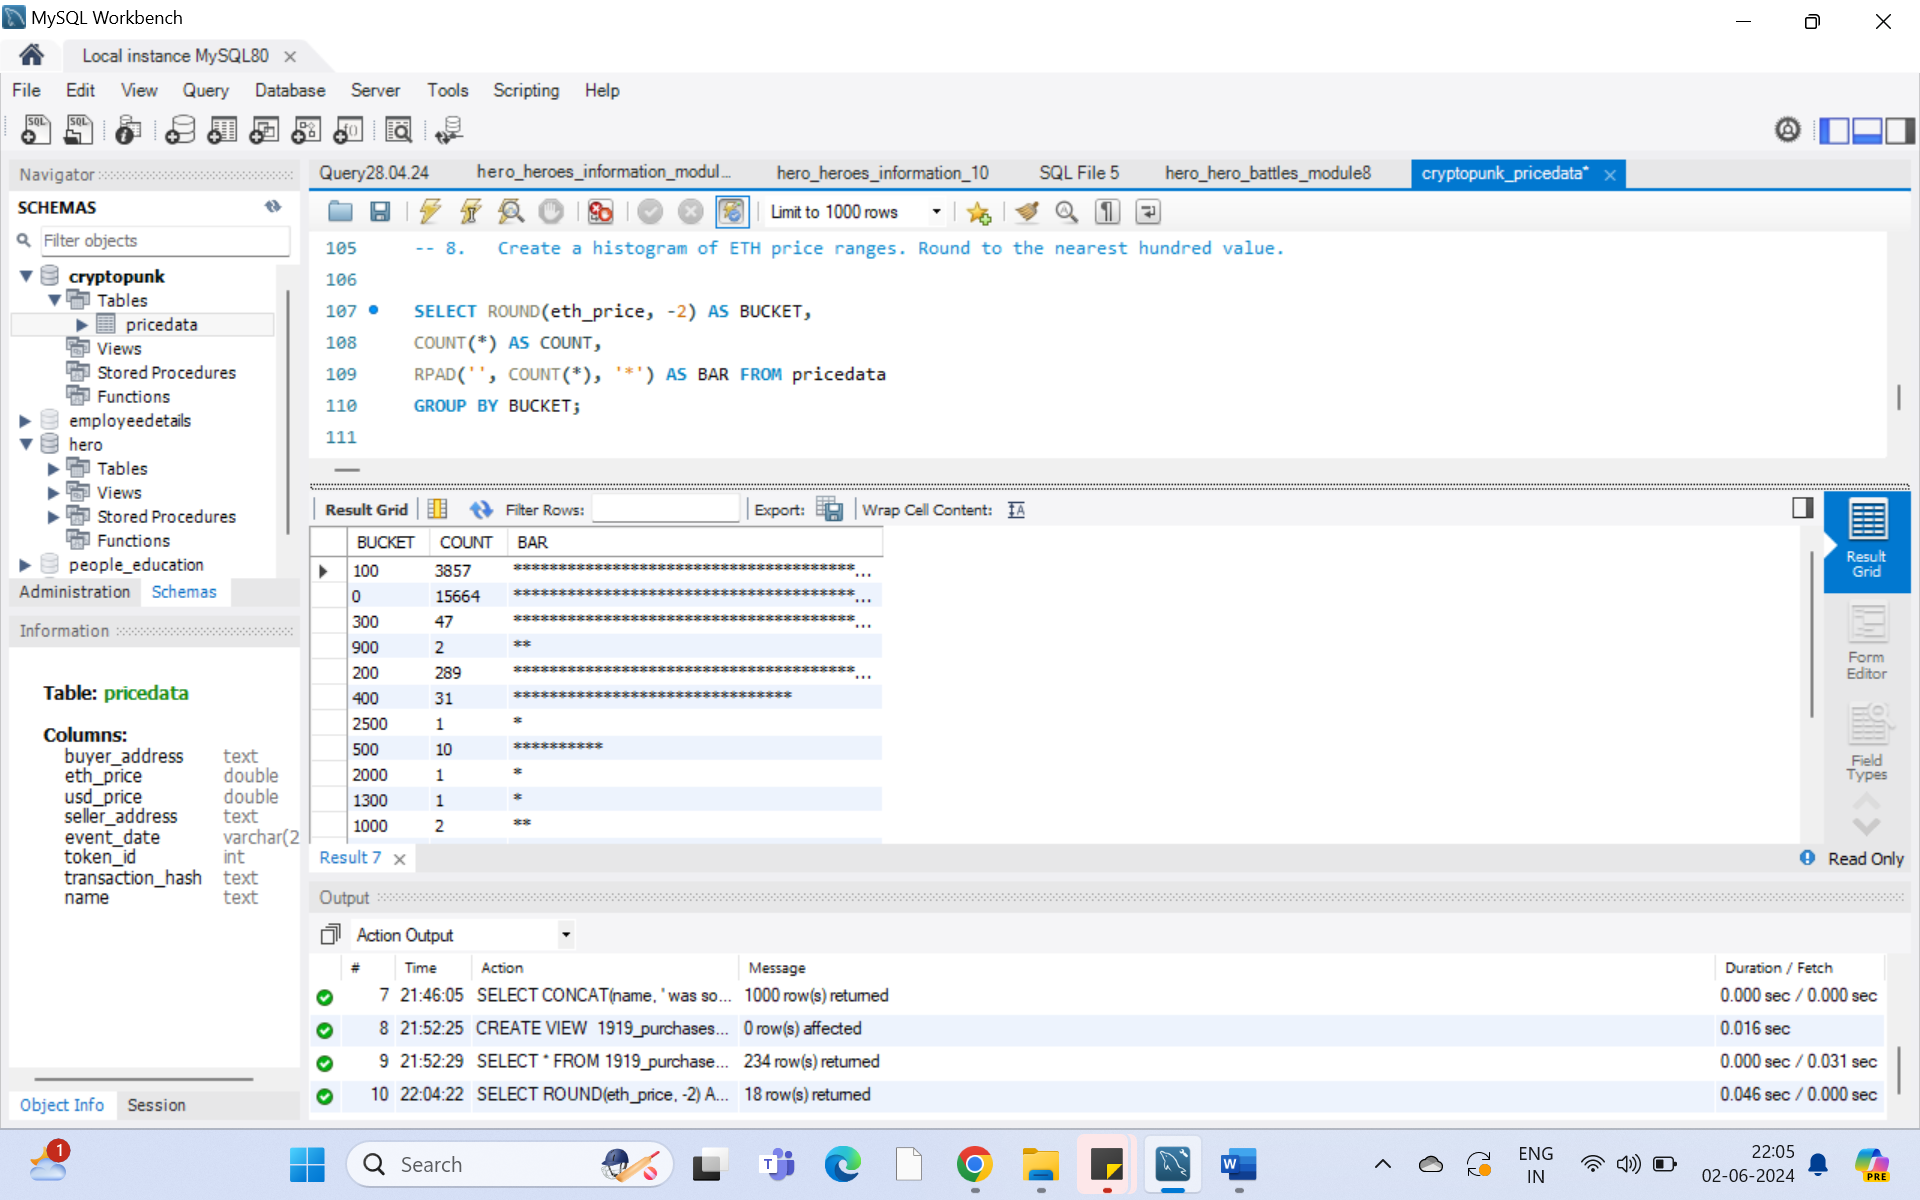 MySQL Workbench
Local instance MySQL80
File Edit View Query Database Server Tools Scripting Help
Navigator
SCHEMAS
Filter objects
cryptopunk
Tables
pricedata
Views
Stored Procedures
Functions
employeedetails
hero
Tables
Views
Stored Procedures
Functions
people_education
Administration Schemas
Information
Table: pricedata
Columns:
buyer_address text
eth_price double
usd_price double
seller_address text
event_date varchar(2
token_id int
transaction_hash text
name text
Object Info Session
Query28.04.24 hero_heroes_information_modul... hero_heroes_information_10 SQL File 5 hero_hero_battles_module8 cryptopunk_pricedata*
Limit to 1000 rows
105 -- 8. Create a histogram of ETH price ranges. Round to the nearest hundred value.
106
107 SELECT ROUND(eth_price, -2) AS BUCKET,
108 COUNT(*) AS COUNT,
109 RPAD('', COUNT(*), '*') AS BAR FROM pricedata
110 GROUP BY BUCKET;
111
Result Grid Filter Rows: Export: Wrap Cell Content:
BUCKET COUNT BAR
100 3857 **************************************...
0 15664 **************************************...
300 47 **************************************...
900 2 **
200 289 **************************************...
400 31 *******************************
2500 1 *
500 10 **********
2000 1 *
1300 1 *
1000 2 **
Result Grid
Form Editor
Field Types
Result 7
Read Only
Output
Action Output
# Time Action Message Duration / Fetch
7 21:46:05 SELECT CONCAT(name, ' was so... 1000 row(s) returned 0.000 sec / 0.000 sec
8 21:52:25 CREATE VIEW 1919_purchases... 0 row(s) affected 0.016 sec
9 21:52:29 SELECT * FROM 1919_purchase... 234 row(s) returned 0.000 sec / 0.031 sec
10 22:04:22 SELECT ROUND(eth_price, -2) A... 18 row(s) returned 0.046 sec / 0.000 sec
1
Search
ENG
IN
22:05
02-06-2024
PRE